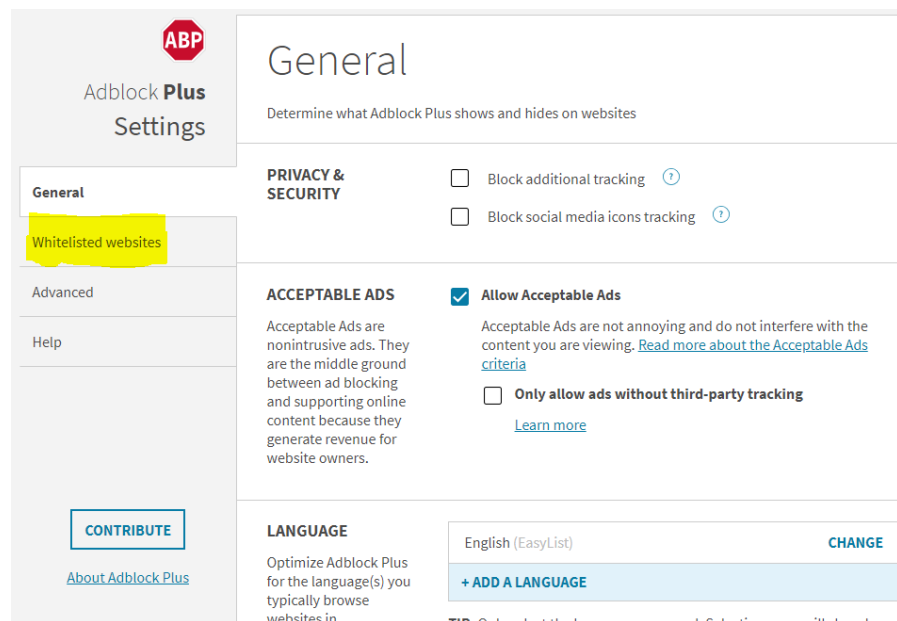 ABP
Adblock Plus
Settings
General
Whitelisted websites
Advanced
Help
CONTRIBUTE
About Adblock Plus
General
Determine what Adblock Plus shows and hides on websites
PRIVACY &
SECURITY
Block additional tracking ?
Block social media icons tracking ?
ACCEPTABLE ADS
Acceptable Ads are
nonintrusive ads. They
are the middle ground
between ad blocking
and supporting online
content because they
generate revenue for
website owners.
Allow Acceptable Ads
Acceptable Ads are not annoying and do not interfere with the
content you are viewing. Read more about the Acceptable Ads
criteria
Only allow ads without third-party tracking
Learn more
LANGUAGE
Optimize Adblock Plus
for the language(s) you
typically browse
websites in
English (EasyList) CHANGE
+ ADD A LANGUAGE